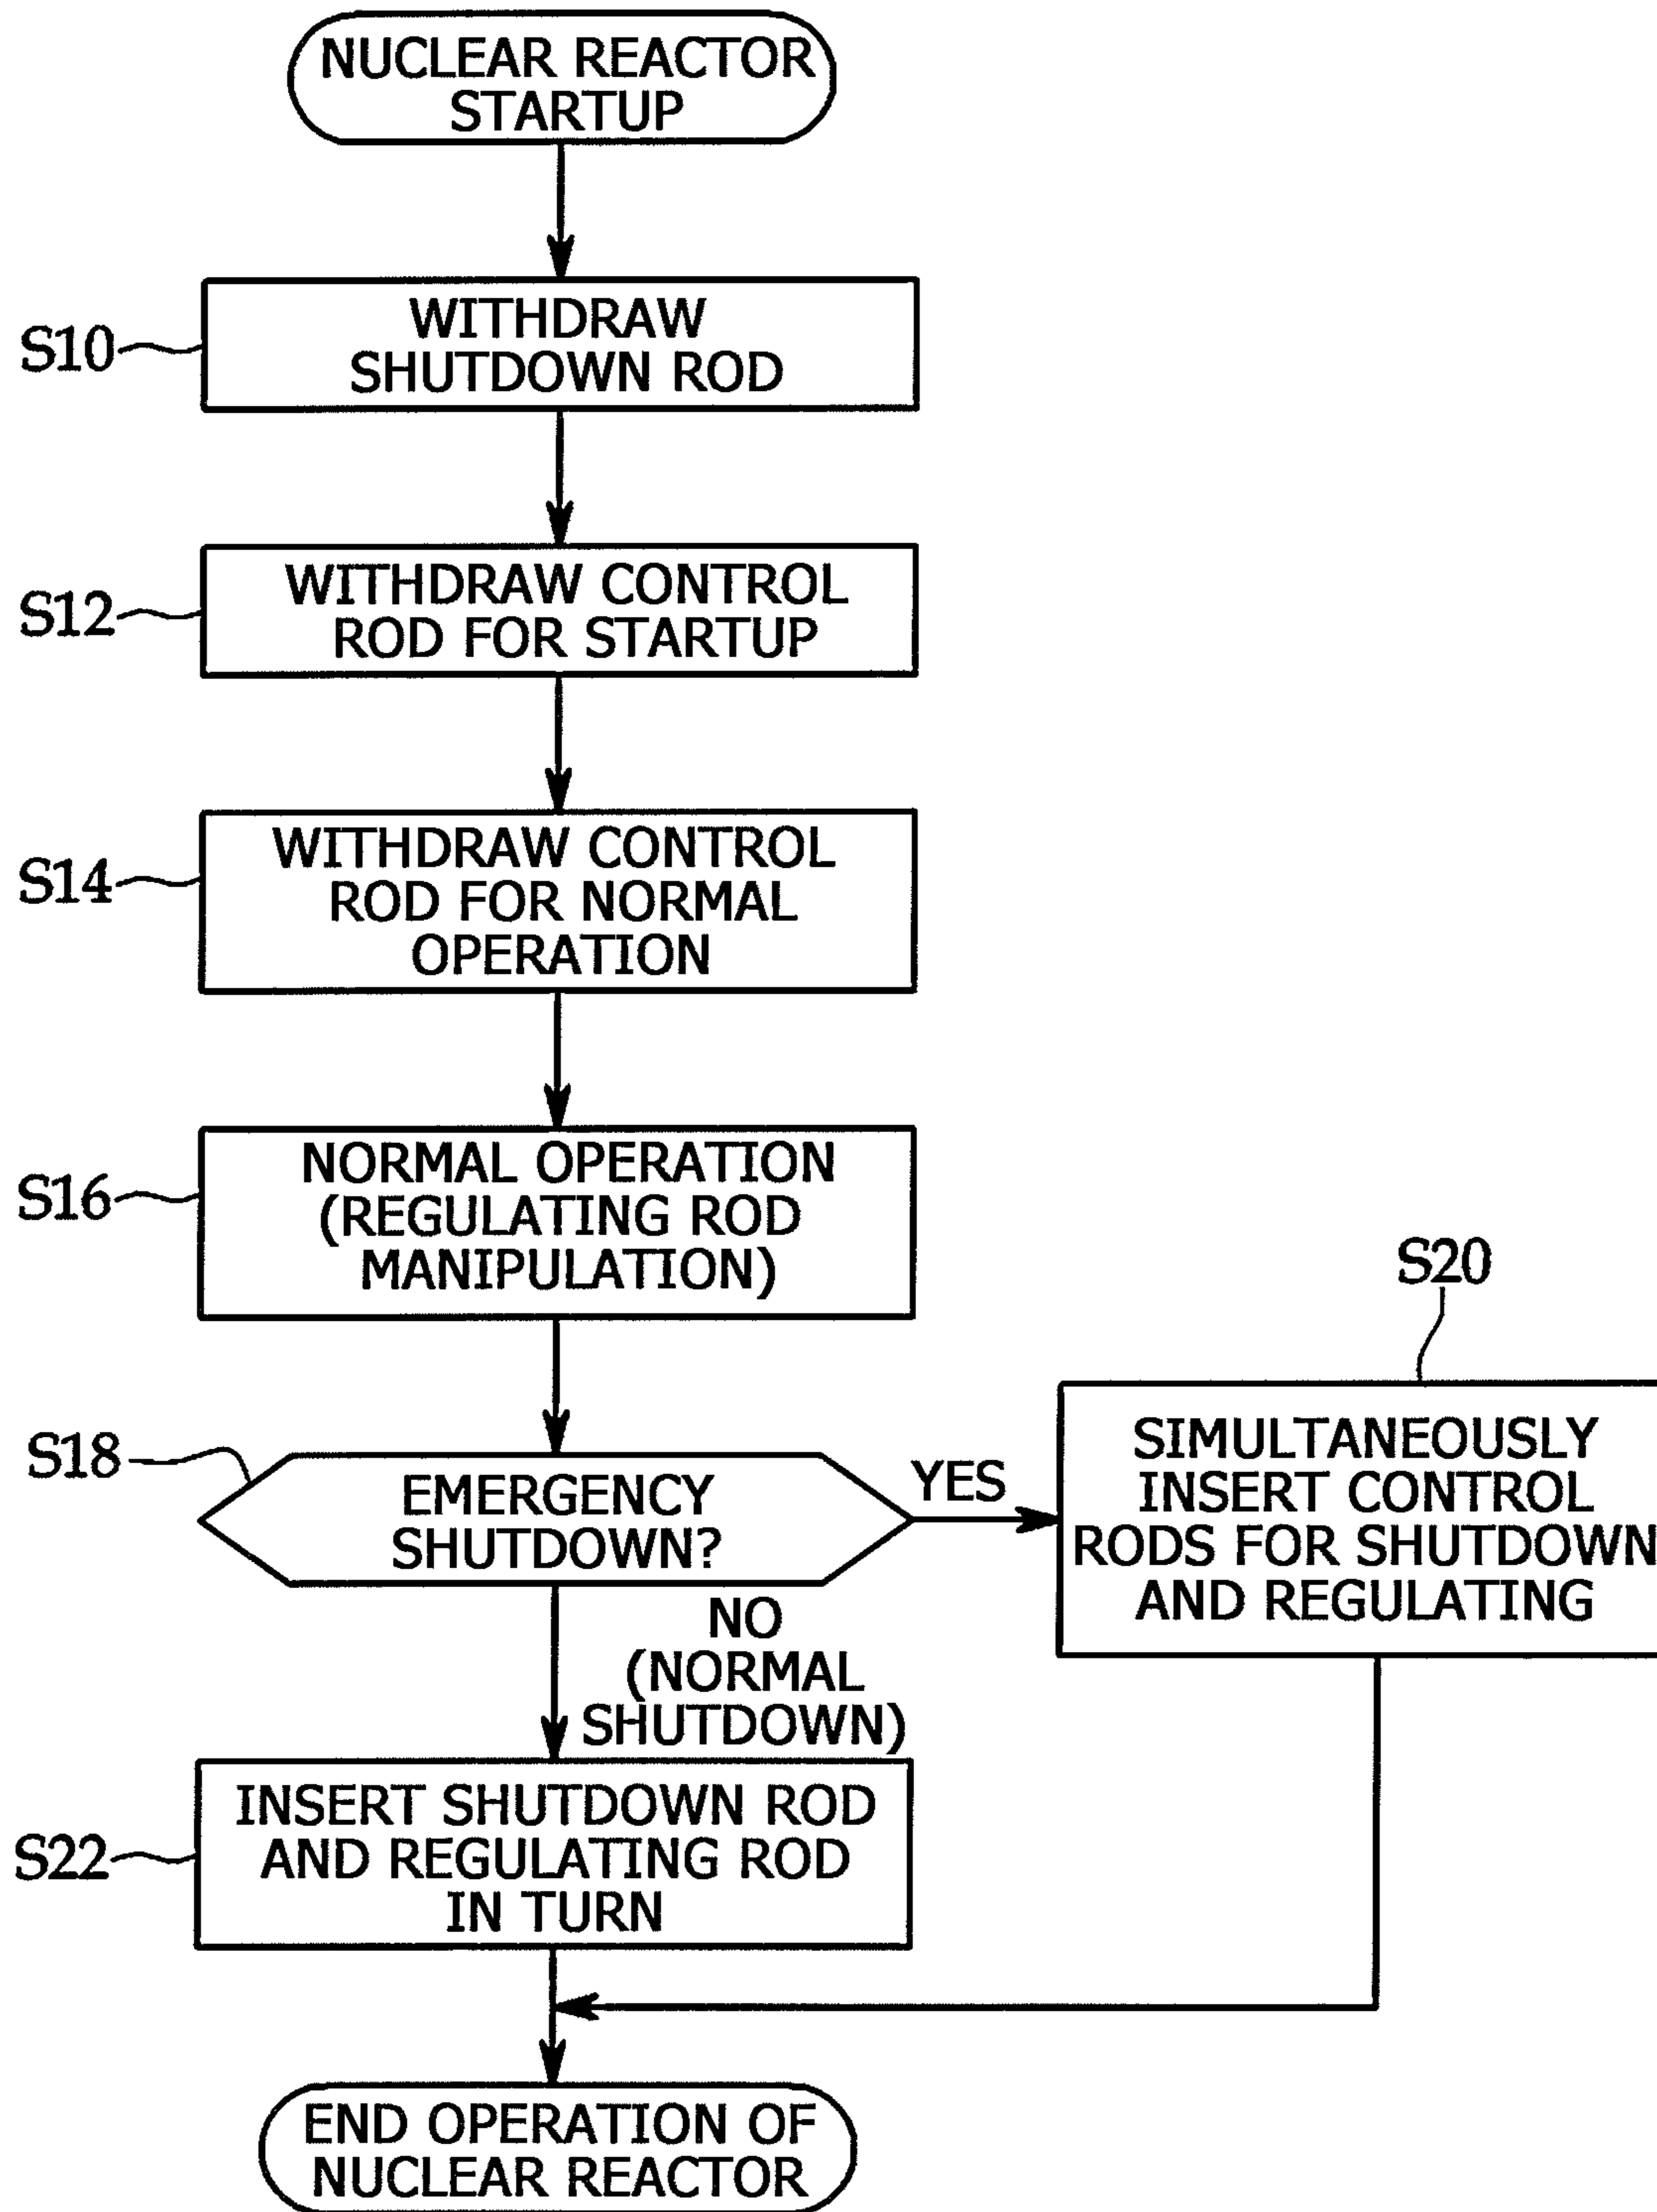 NUCLEAR REACTOR
STARTUP
S10
WITHDRAW
SHUTDOWN ROD
S12
WITHDRAW CONTROL
ROD FOR STARTUP
S14
WITHDRAW CONTROL
ROD FOR NORMAL
OPERATION
S16
NORMAL OPERATION
(REGULATING ROD
MANIPULATION)
S18
EMERGENCY
SHUTDOWN?
YES
S20
SIMULTANEOUSLY
INSERT CONTROL
RODS FOR SHUTDOWN
AND REGULATING
NO
(NORMAL
SHUTDOWN)
S22
INSERT SHUTDOWN ROD
AND REGULATING ROD
IN TURN
END OPERATION OF
NUCLEAR REACTOR